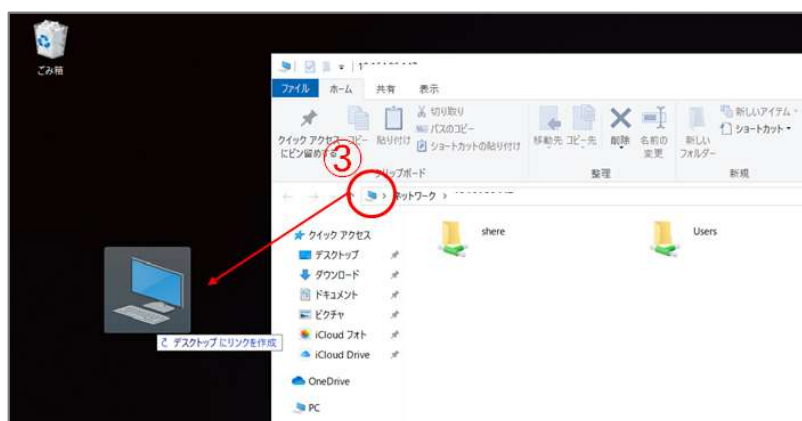 ごみ箱
ファイル ホーム 共有 表示
クイック アクセス
にピン留めする
コピー
貼り付け
切り取り
パスのコピー
ショートカットの貼り付け
クリップボード
移動先 コピー先 削除 名前の
変更
整理
新しい
フォルダー
新しいアイテム
ショートカット
新規
③
ネットワーク
クイック アクセス
デスクトップ
ダウンロード
ドキュメント
ピクチャ
iCloud フォト
iCloud Drive
OneDrive
PC
shere
Users
デスクトップ にリンクを作成